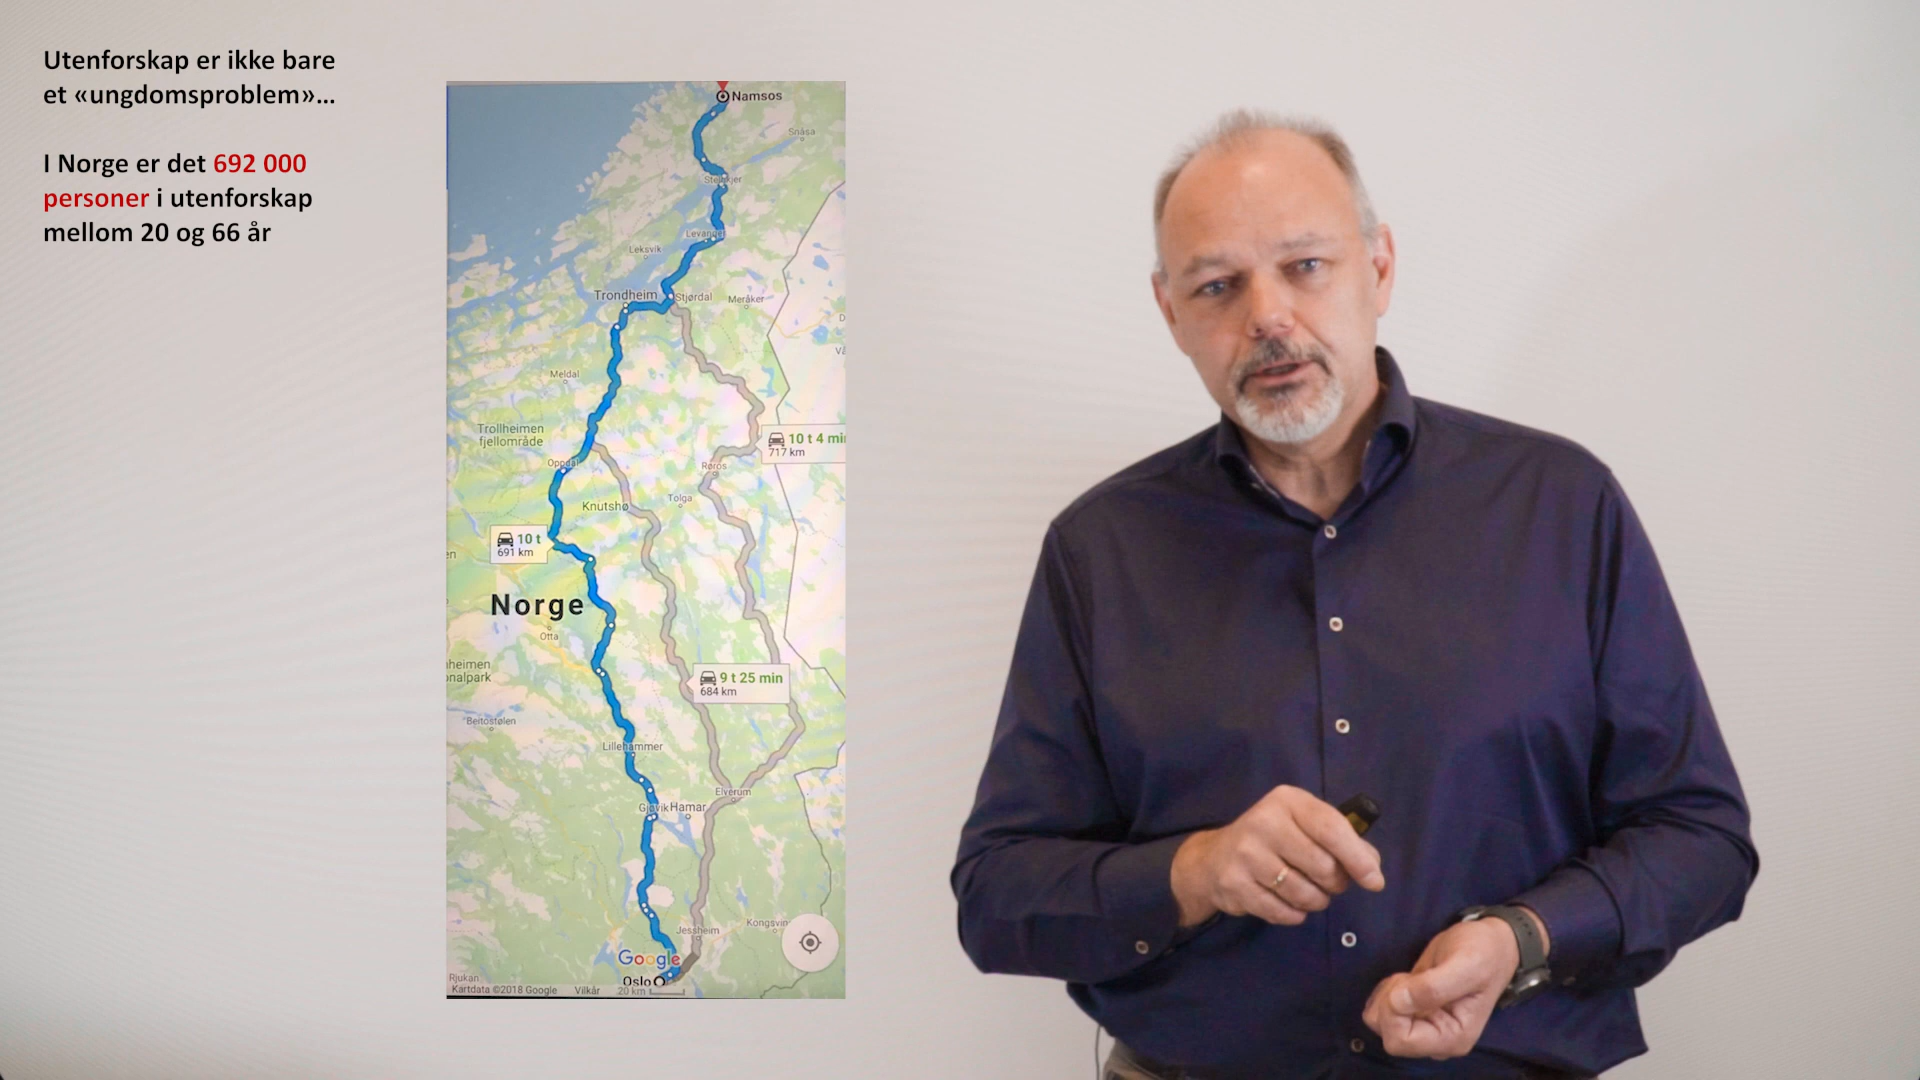 Utenforskap er ikke bare
et «ungdomsproblem»...
I Norge er det 692 000
personer i utenforskap
mellom 20 og 66 år
Namsos
Snåsa
Steinkjer
Levanger
Leksvik
Trondheim
Stjørdal
Meråker
Meldal
Trollheimen
fjellområde
10 t 4 min
717 km
Oppdal
Røros
Tolga
Knutshø
10 t
691 km
Norge
Otta
heimen
onalpark
9 t 25 min
684 km
Beitostølen
Lillehammer
Elverum
Gjøvik
Hamar
Kongsvin
Jessheim
Google
Oslo
Rjukan
Kartdata ©2018 Google
Vilkår
20 km